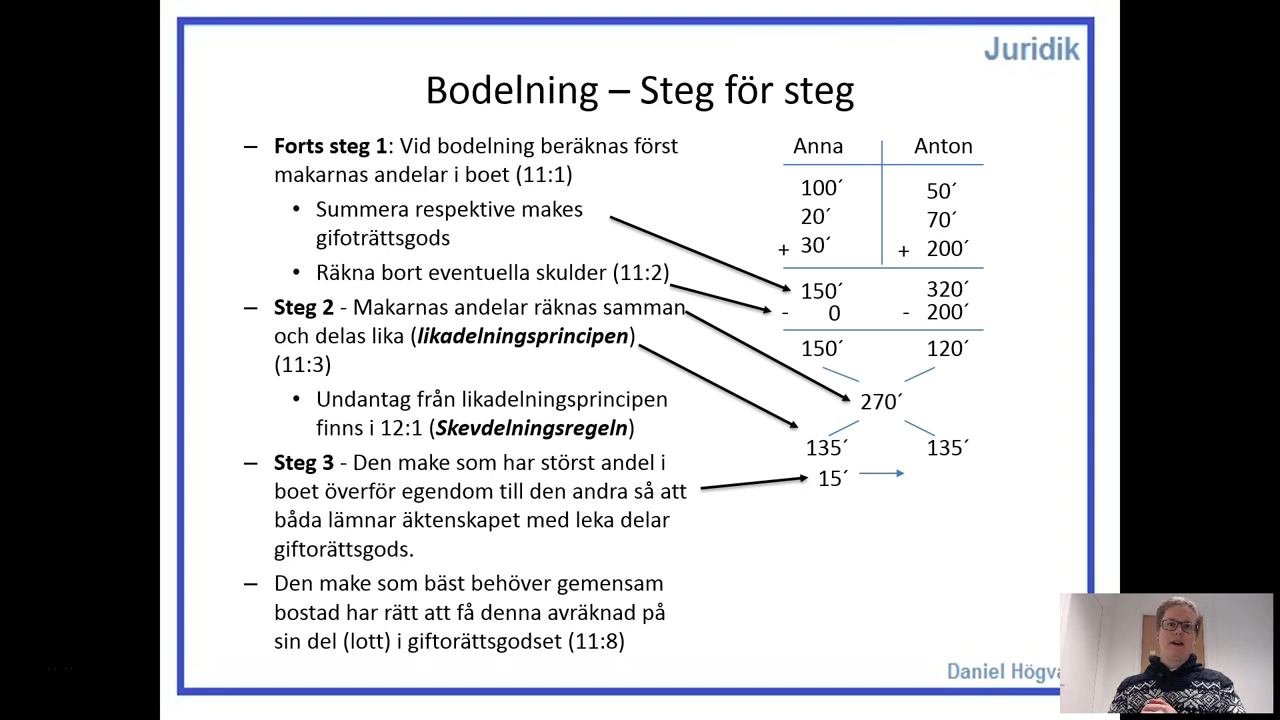 Juridik
Bodelning – Steg för steg
– Forts steg 1: Vid bodelning beräknas först
makarnas andelar i boet (11:1)
• Summera respektive makes
gifoträttsgods
• Räkna bort eventuella skulder (11:2)
– Steg 2 - Makarnas andelar räknas samman
och delas lika (likadelningsprincipen)
(11:3)
• Undantag från likadelningsprincipen
finns i 12:1 (Skevdelningsregeln)
– Steg 3 - Den make som har störst andel i
boet överför egendom till den andra så att
båda lämnar äktenskapet med leka delar
giftorättsgods.
– Den make som bäst behöver gemensam
bostad har rätt att få denna avräknad på
sin del (lott) i giftorättsgodset (11:8)
Anna Anton
100´ 50´
20´ 70´
+ 30´ + 200´
150´ 320´
- 0 - 200´
150´ 120´
270´
135´ 135´
15´
Daniel